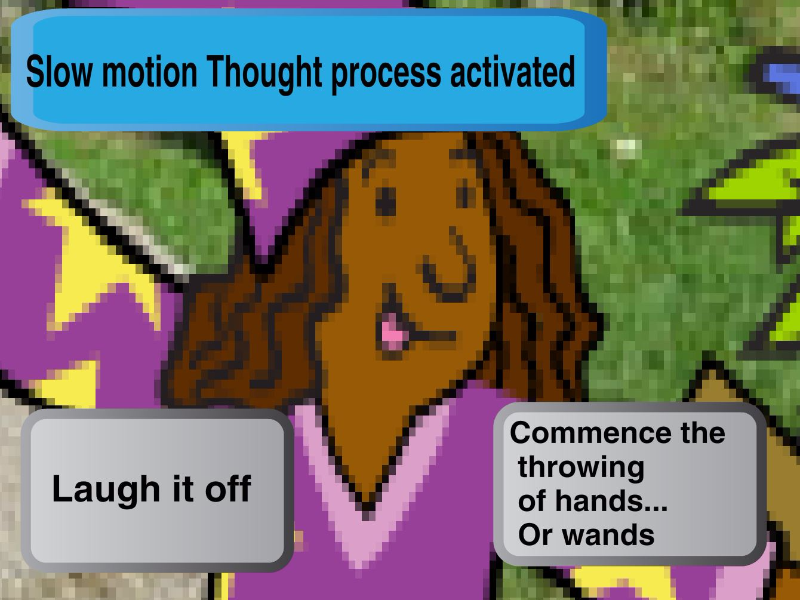 Slow motion Thought process activated
Laugh it off
Commence the
throwing
of hands...
Or wands